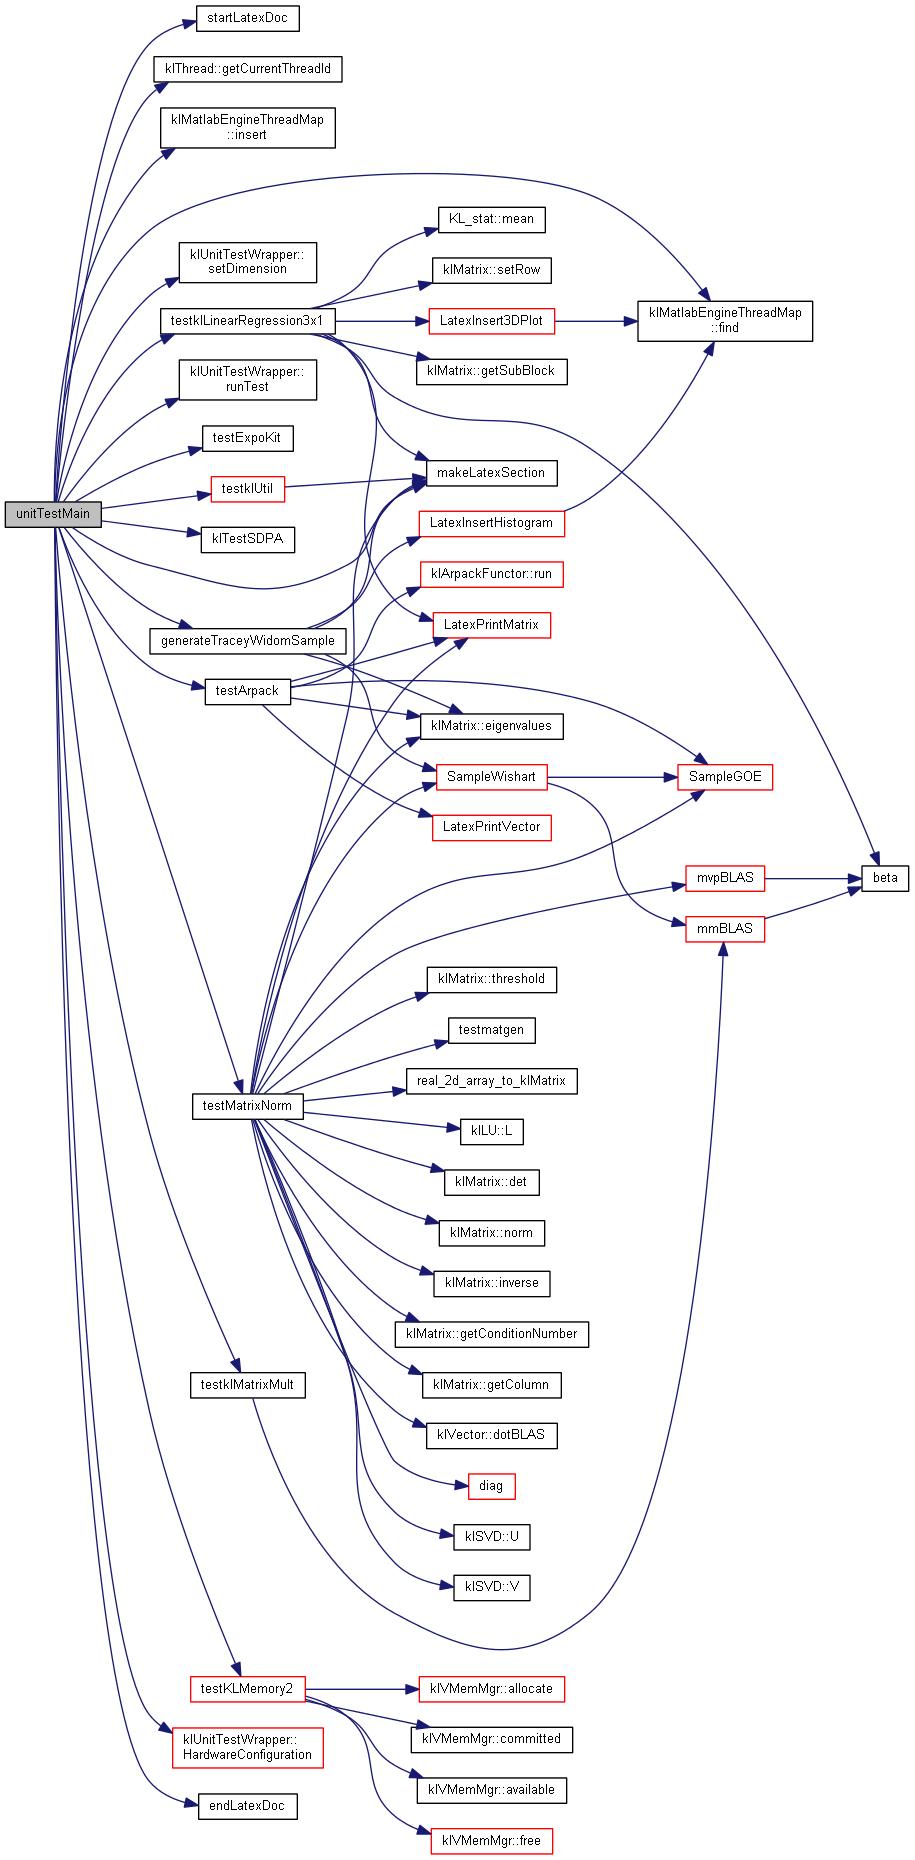 startLatexDoc
klThread::getCurrentThreadId
klMatlabEngineThreadMap
::insert
KL_stat::mean
klUnitTestWrapper::
setDimension
klMatrix::setRow
testklLinearRegression3x1
LatexInsert3DPlot
klMatlabEngineThreadMap
::find
klMatrix::getSubBlock
klUnitTestWrapper::
runTest
testExpoKit
makeLatexSection
testklUtil
unitTestMain
LatexInsertHistogram
klTestSDPA
klArpackFunctor::run
LatexPrintMatrix
generateTraceyWidomSample
testArpack
klMatrix::eigenvalues
SampleWishart
SampleGOE
LatexPrintVector
mvpBLAS
beta
mmBLAS
klMatrix::threshold
testmatgen
real_2d_array_to_klMatrix
testMatrixNorm
klLU::L
klMatrix::det
klMatrix::norm
klMatrix::inverse
klMatrix::getConditionNumber
testklMatrixMult
klMatrix::getColumn
klVector::dotBLAS
diag
klSVD::U
klSVD::V
testKLMemory2
klVMemMgr::allocate
klVMemMgr::committed
klUnitTestWrapper::
HardwareConfiguration
klVMemMgr::available
endLatexDoc
klVMemMgr::free